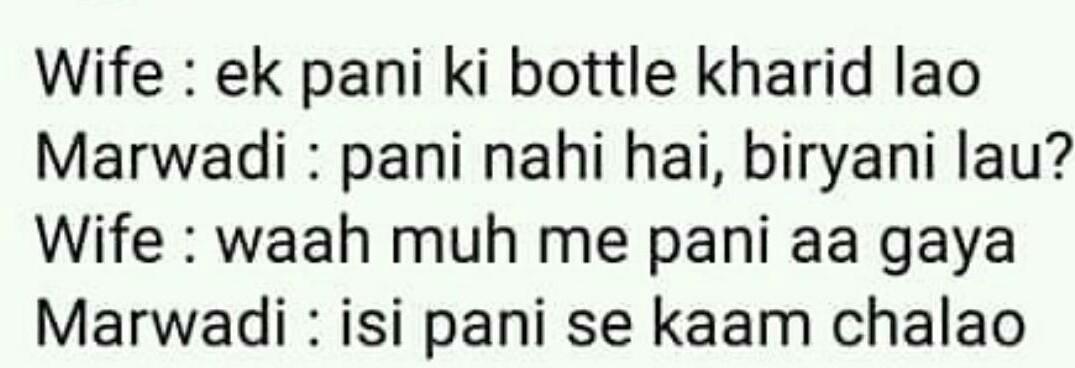 Wife : ek pani ki bottle kharid lao
Marwadi : pani nahi hai, biryani lau?
Wife : waah muh me pani aa gaya
Marwadi : isi pani se kaam chalao